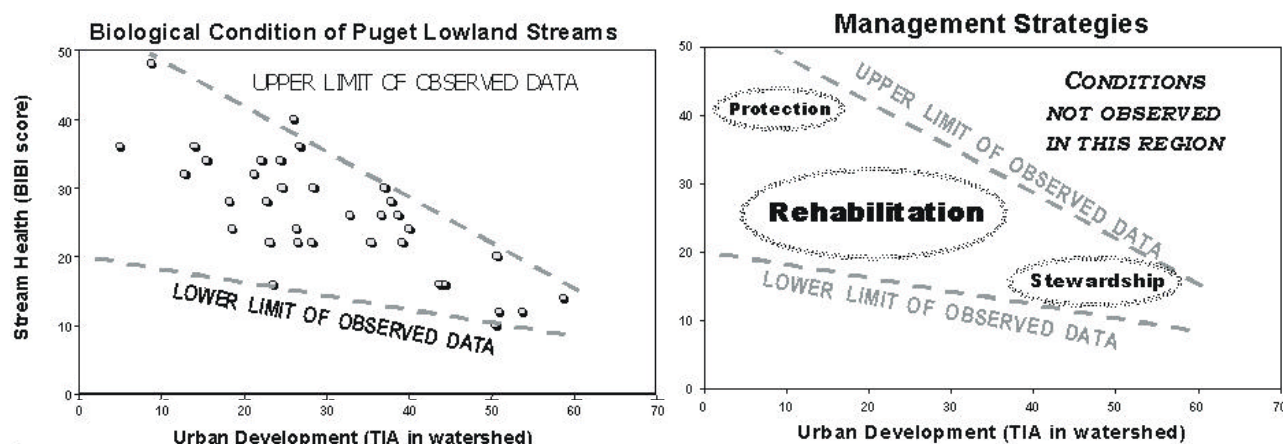 Biological Condition of Puget Lowland Streams
50
40
30
20
10
0
Stream Health (BIBI score)
UPPER LIMIT OF OBSERVED DATA
LOWER LIMIT OF OBSERVED DATA
0 10 20 30 40 50 60 70
Urban Development (TIA in watershed)
Management Strategies
50
40
30
20
10
0
CONDITIONS
NOT OBSERVED
IN THIS REGION
Protection
UPPER LIMIT OF OBSERVED DATA
Rehabilitation
Stewardship
LOWER LIMIT OF OBSERVED DATA
0 10 20 30 40 50 60 70
Urban Development (TIA in watershed)